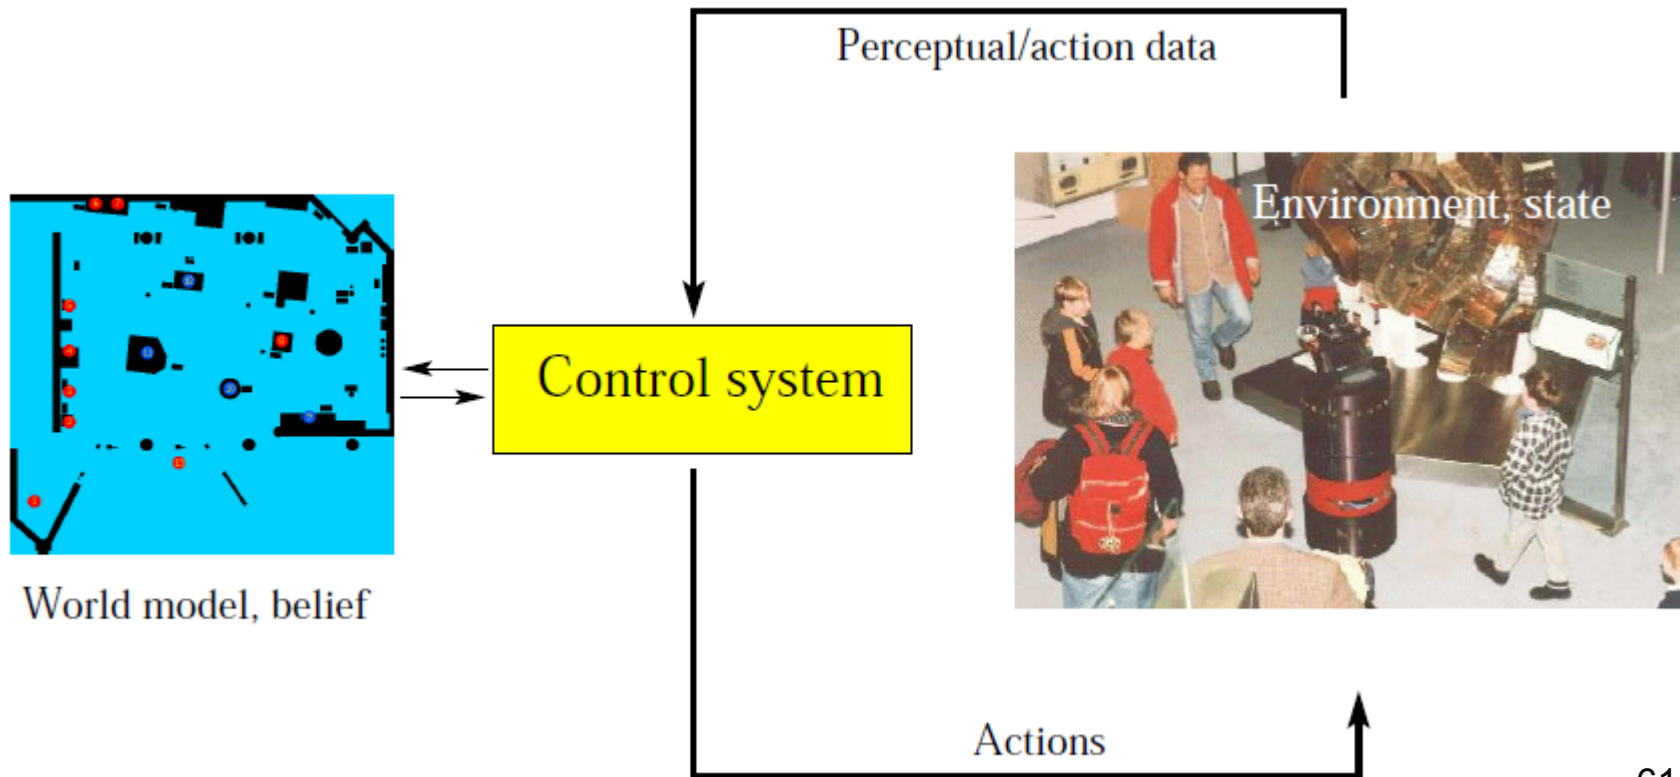 Perceptual/action data
Environment, state
Control system
World model, belief
Actions
61